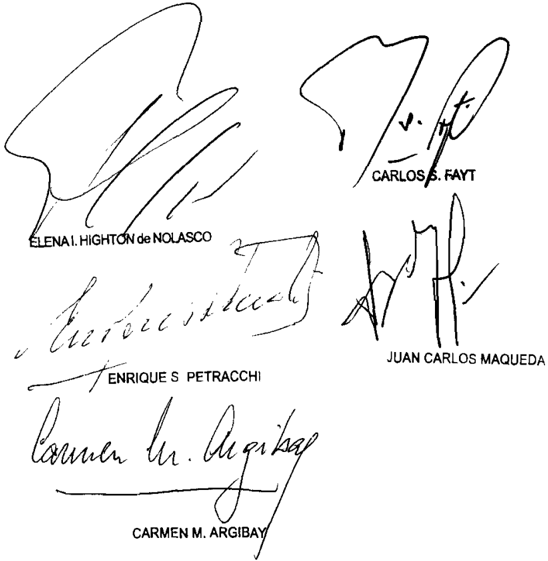 CARLOS S. FAYT
ELENA I. HIGHTON de NOLASCO
JUAN CARLOS MAQUEDA
ENRIQUE S PETRACCHI
Carmen M. Argibay
CARMEN M. ARGIBAY